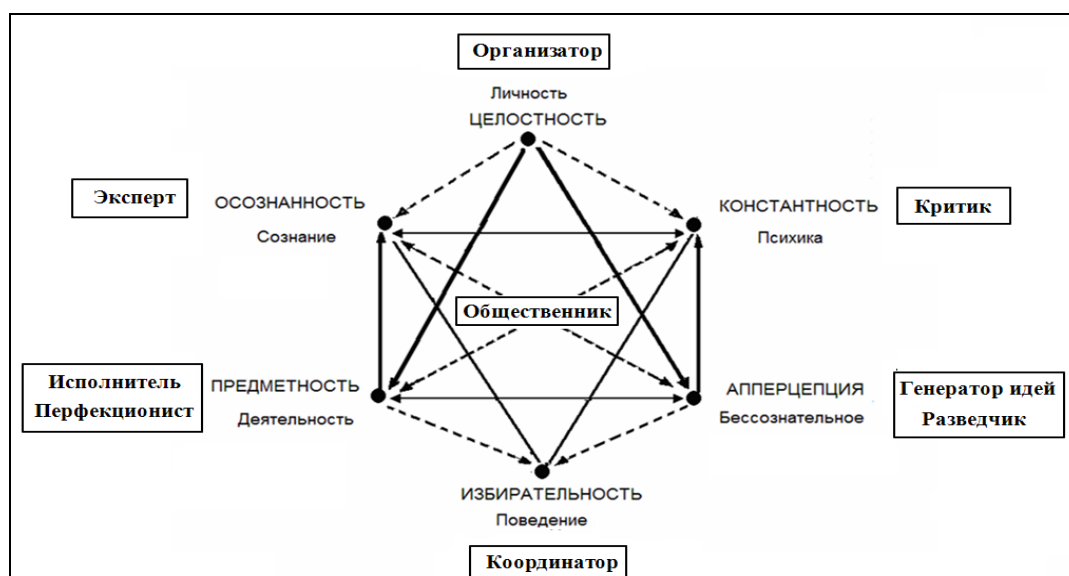 Организатор
Личность
ЦЕЛОСТНОСТЬ
Эксперт
ОСОЗНАННОСТЬ
Сознание
КОНСТАНТНОСТЬ
Психика
Критик
Общественник
Исполнитель
Перфекционист
ПРЕДМЕТНОСТЬ
Деятельность
АППЕРЦЕПЦИЯ
Бессознательное
Генератор идей
Разведчик
ИЗБИРАТЕЛЬНОСТЬ
Поведение
Координатор